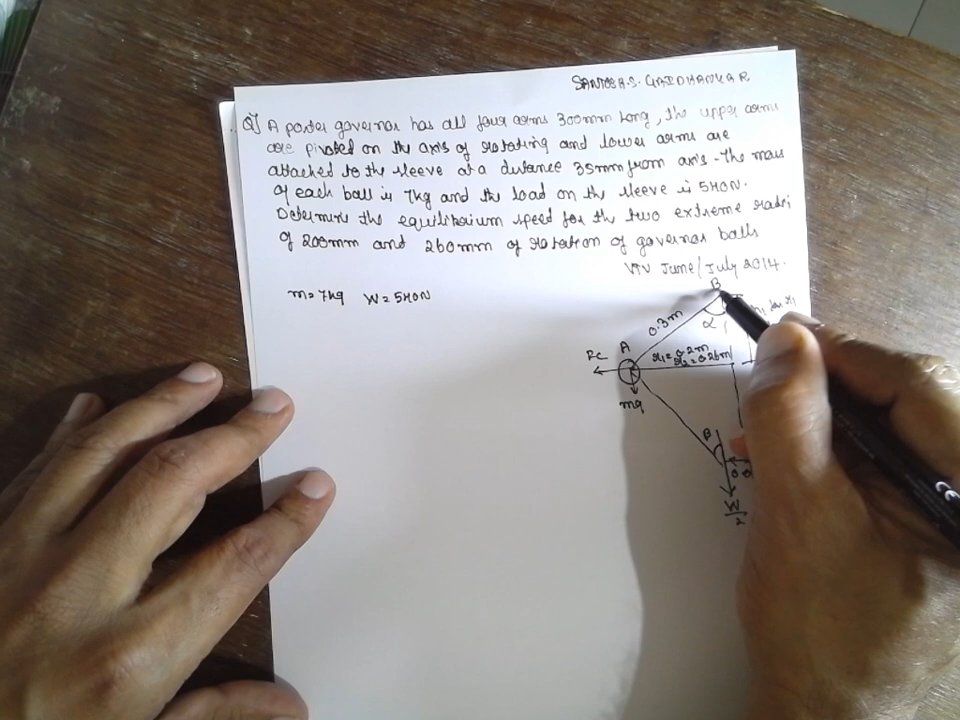 SANTOSH.S. GAIDHANKAR
Q] A porter governor has all four arms 300mm long, the upper arms
are pivoted on the axis of rotating and lower arms are
attached to the sleeve at a distance 35mm from axis. The mass
of each ball is 7kg and the load on the sleeve is 540N.
Determine the equilibrium speed for the two extreme radii
of 200mm and 260mm of rotation of governor balls
VTU June/July 2014.
m=7kg W=540N
B
0.3m
α
A
Fc
r1=0.2m
r2=0.26m
mg
β
W/2